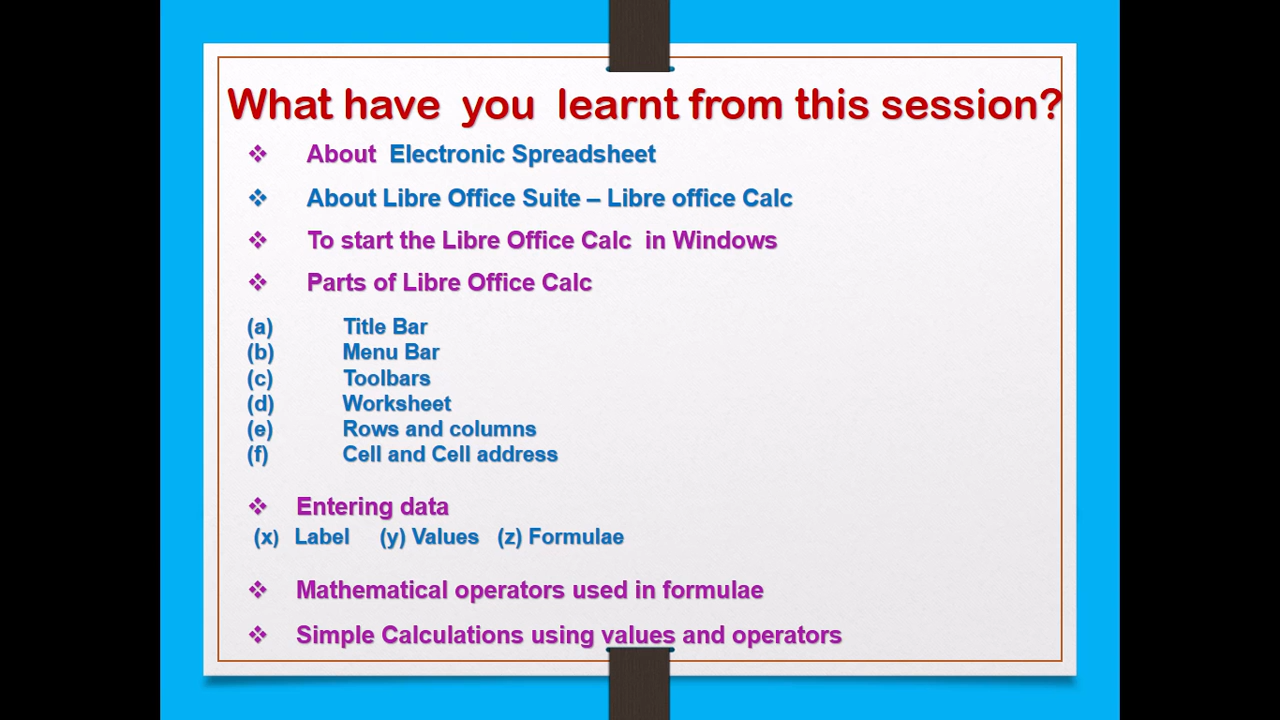 What have you learnt from this session?
❖ About Electronic Spreadsheet
❖ About Libre Office Suite – Libre office Calc
❖ To start the Libre Office Calc in Windows
❖ Parts of Libre Office Calc
(a) Title Bar
(b) Menu Bar
(c) Toolbars
(d) Worksheet
(e) Rows and columns
(f) Cell and Cell address
❖ Entering data
(x) Label (y) Values (z) Formulae
❖ Mathematical operators used in formulae
❖ Simple Calculations using values and operators